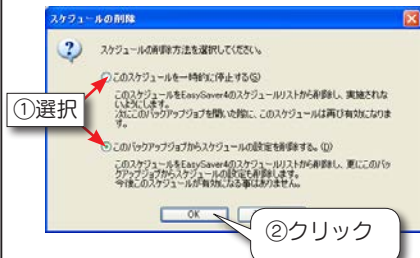 スケジュールの削除
スケジュールの削除方法を選択してください。
このスケジュールを一時的に停止する(S)
このスケジュールをEasySaver4のスケジュールリストから削除し、実施されな
いようにします。
次にこのバックアップジョブを開いた際に、このスケジュールは再び有効になりま
す。
①選択
このバックアップジョブからスケジュールの設定を削除する。(D)
このスケジュールをEasySaver4のスケジュールリストから削除し、更にこのバッ
クアップジョブからスケジュールの設定も削除します。
今後このスケジュールが有効になる事はありません。
OK
②クリック